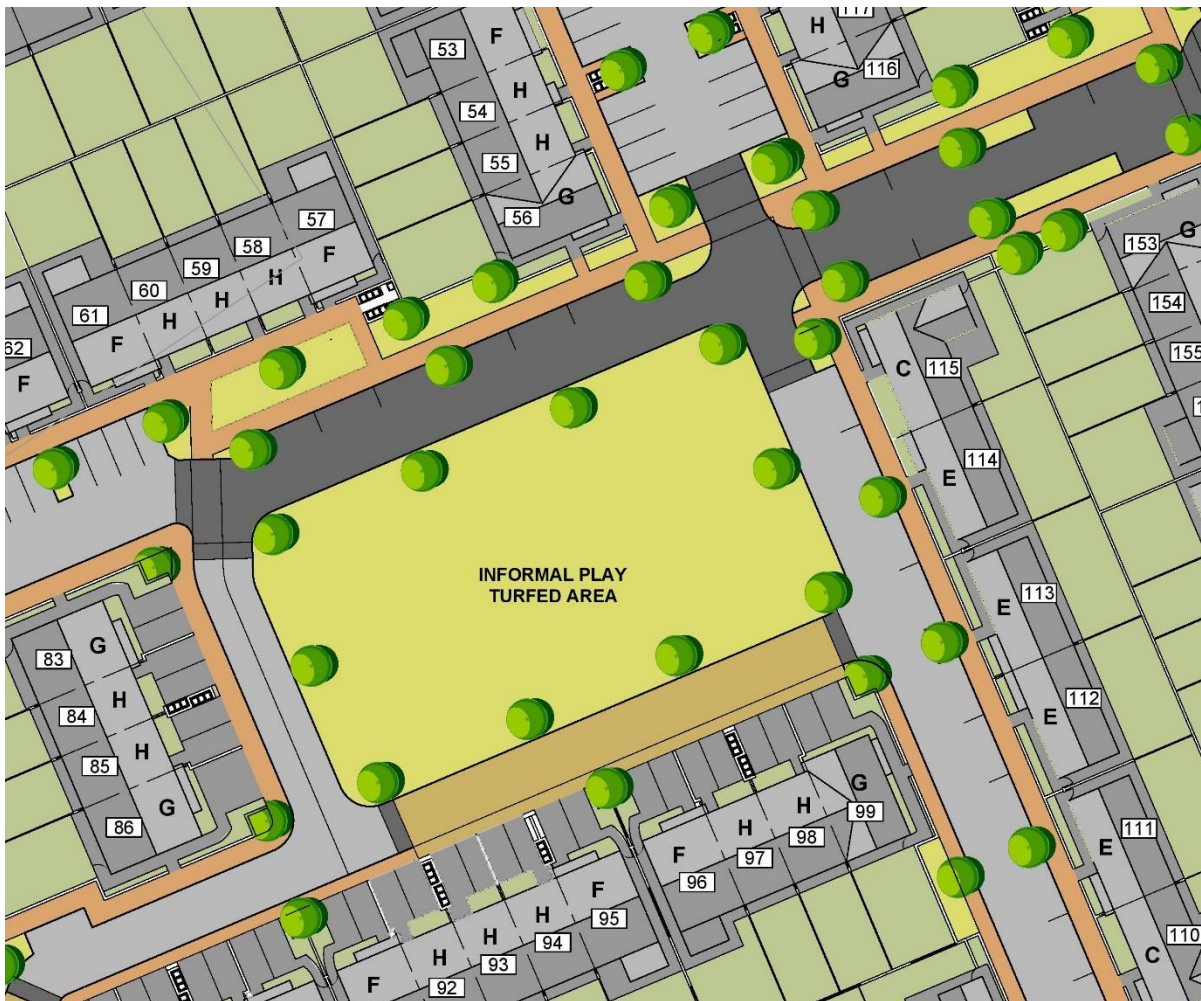 53
F
117
H
116
G
54
H
55
H
56
G
57
F
58
H
59
H
60
H
61
F
62
F
153
G
154
155
C
115
114
E
INFORMAL PLAY
TURFED AREA
113
E
112
E
83
G
84
H
85
H
86
G
G
99
H
98
H
97
F
96
F
95
H
94
H
93
H
92
F
111
E
110
C